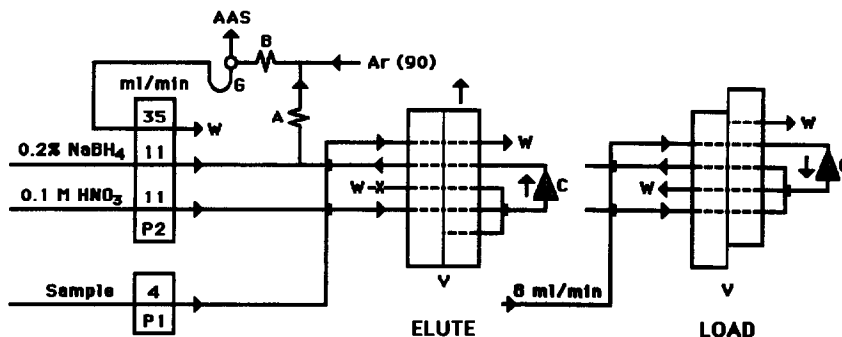 AAS
B
Ar (90)
G
ml/min
A
35
W
W
W
0.2% NaBH4
11
W-X
C
W
C
0.1 M HNO3
11
P2
V
V
Sample
4
8 ml/min
P1
ELUTE
LOAD